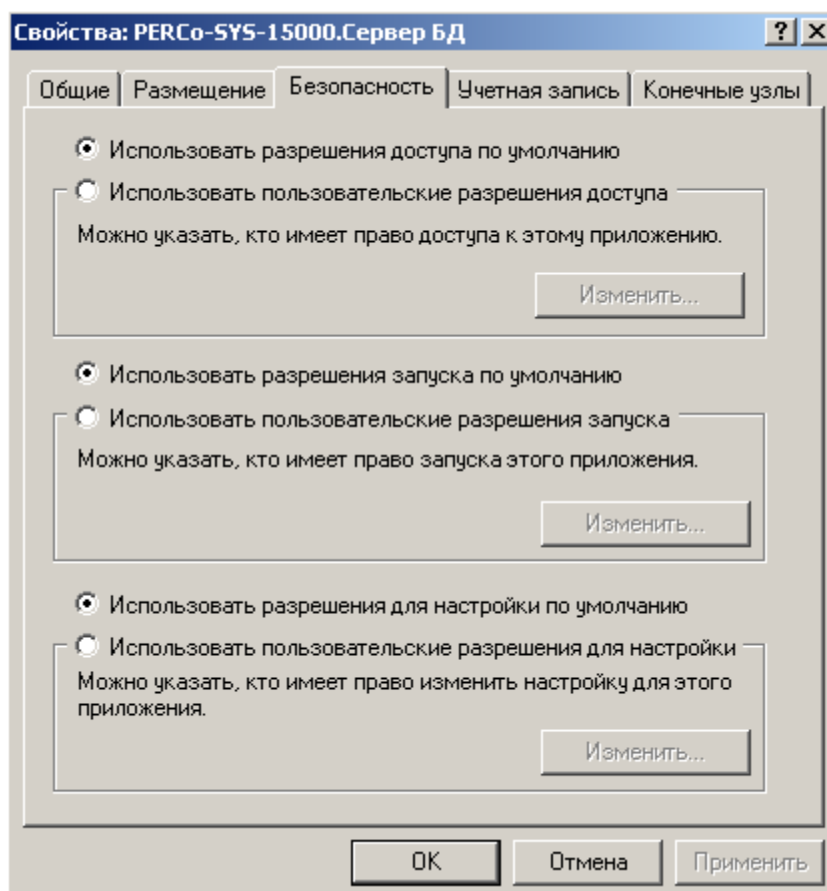 Свойства: PERCo-SYS-15000.Сервер БД
Общие Размещение Безопасность Учетная запись Конечные узлы
Использовать разрешения доступа по умолчанию
Использовать пользовательские разрешения доступа
Можно указать, кто имеет право доступа к этому приложению.
Изменить...
Использовать разрешения запуска по умолчанию
Использовать пользовательские разрешения запуска
Можно указать, кто имеет право запуска этого приложения.
Изменить...
Использовать разрешения для настройки по умолчанию
Использовать пользовательские разрешения для настройки
Можно указать, кто имеет право изменить настройку для этого
приложения.
Изменить...
OK Отмена Применить